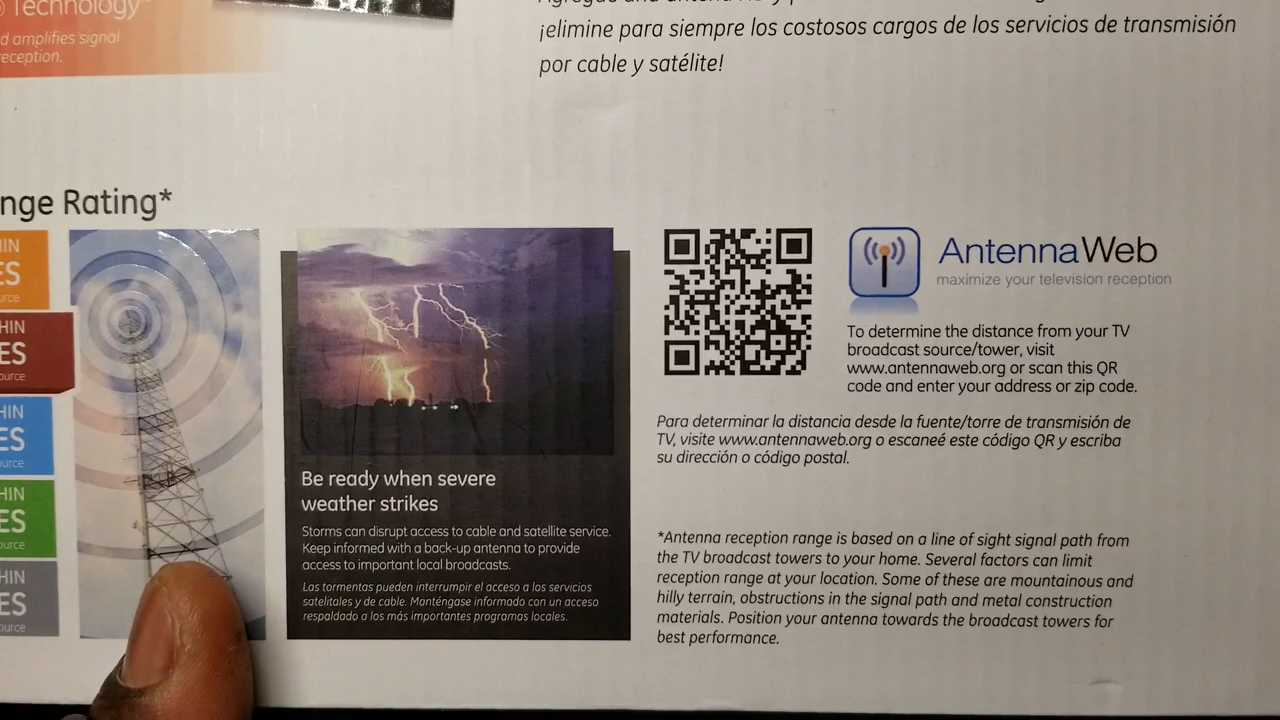 Technology™
d amplifies signal
reception.
¡elimine para siempre los costosos cargos de los servicios de transmisión
por cable y satélite!
nge Rating*
HIN
ES
urce
HIN
ES
ource
HIN
ES
ource
HIN
ES
ource
HIN
ES
ource
Be ready when severe
weather strikes
Storms can disrupt access to cable and satellite service.
Keep informed with a back-up antenna to provide
access to important local broadcasts.
Las tormentas pueden interrumpir el acceso a los servicios
satelitales y de cable. Manténgase informado con un acceso
respaldado a los más importantes programas locales.
AntennaWeb
maximize your television reception
To determine the distance from your TV
broadcast source/tower, visit
www.antennaweb.org or scan this QR
code and enter your address or zip code.
Para determinar la distancia desde la fuente/torre de transmisión de
TV, visite www.antennaweb.org o escaneé este código QR y escriba
su dirección o código postal.
*Antenna reception range is based on a line of sight signal path from
the TV broadcast towers to your home. Several factors can limit
reception range at your location. Some of these are mountainous and
hilly terrain, obstructions in the signal path and metal construction
materials. Position your antenna towards the broadcast towers for
best performance.